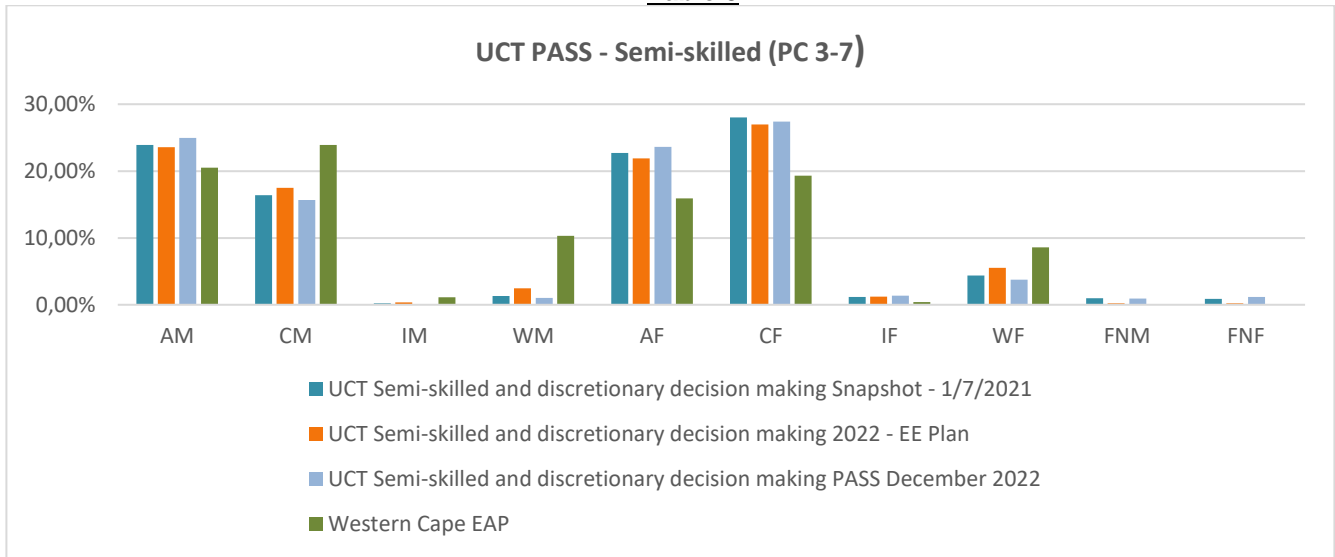 UCT PASS - Semi-skilled (PC 3-7)
30,00%
20,00%
10,00%
0,00%
AM CM IM WM AF CF IF WF FNM FNF
UCT Semi-skilled and discretionary decision making Snapshot - 1/7/2021
UCT Semi-skilled and discretionary decision making 2022 - EE Plan
UCT Semi-skilled and discretionary decision making PASS December 2022
Western Cape EAP